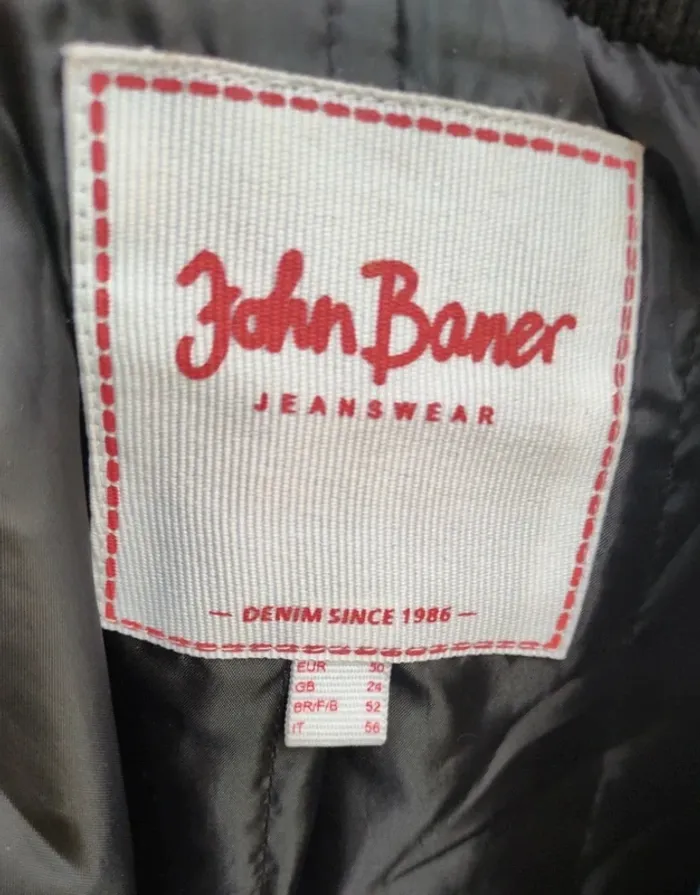 John Baner
JEANSWEAR
— DENIM SINCE 1986 —
EUR 50
GB 24
BR/F/B 52
IT 56